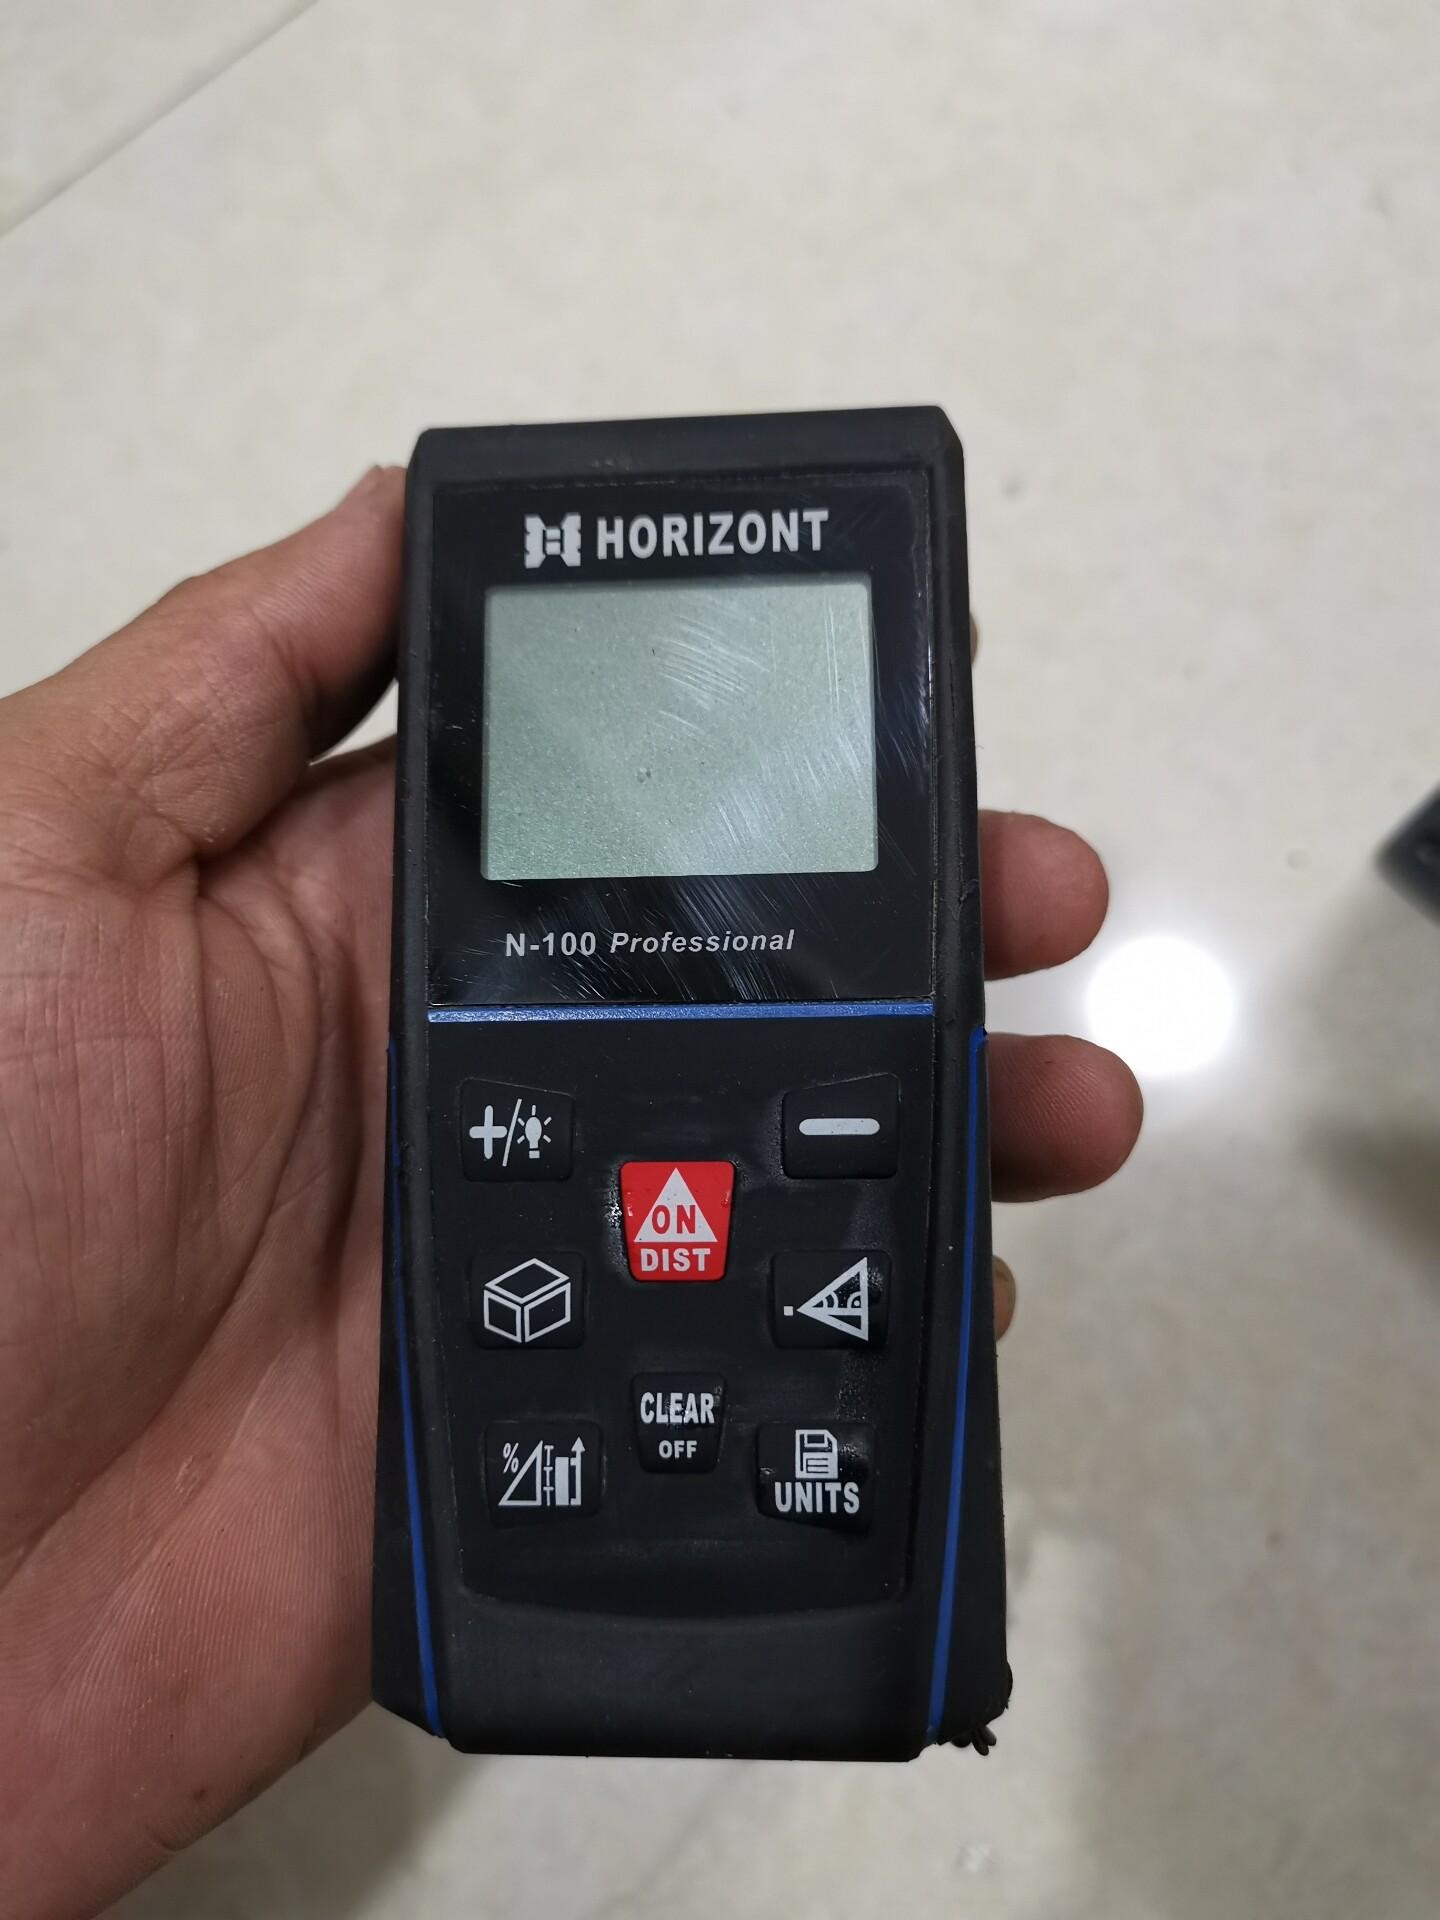 HORIZONT
N-100 Professional
+/
−
ON
DIST
CLEAR
OFF
%
UNITS